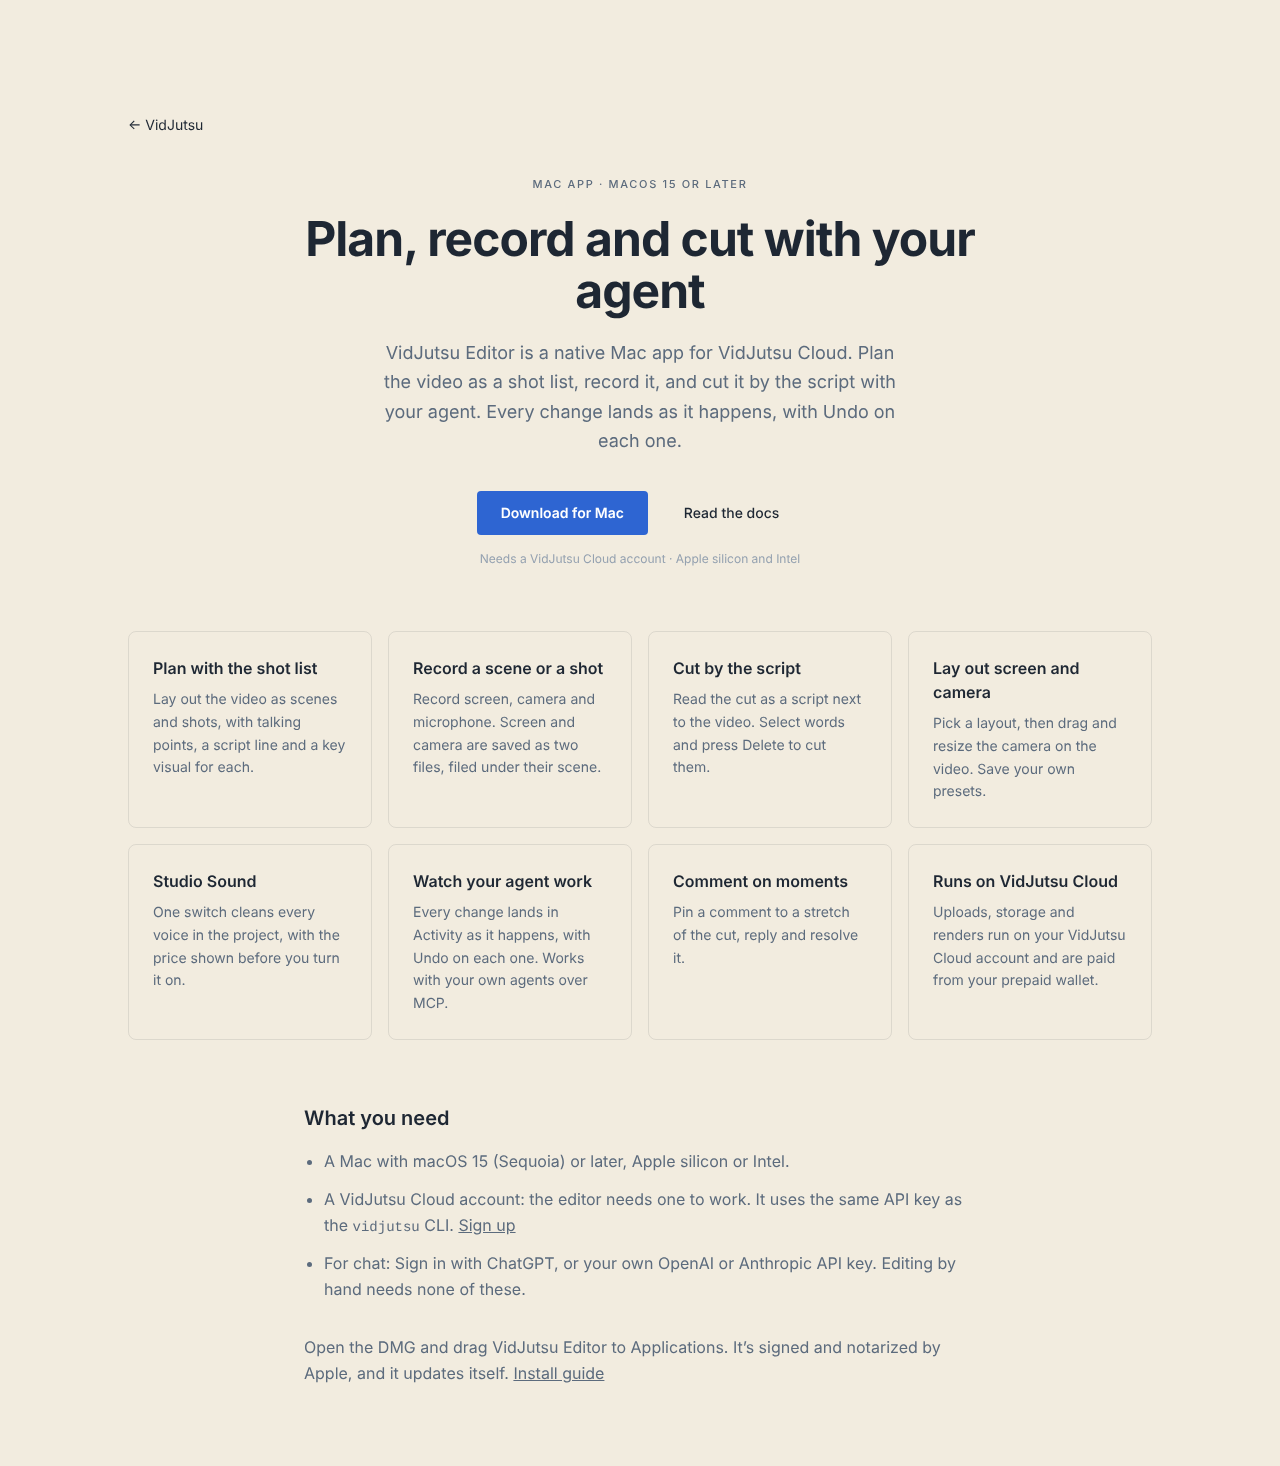 ← VidJutsu
MAC APP · MACOS 15 OR LATER
Plan, record and cut with your
agent
VidJutsu Editor is a native Mac app for VidJutsu Cloud. Plan
the video as a shot list, record it, and cut it by the script with
your agent. Every change lands as it happens, with Undo on
each one.
Download for Mac
Read the docs
Needs a VidJutsu Cloud account · Apple silicon and Intel
Plan with the shot list
Lay out the video as scenes
and shots, with talking
points, a script line and a key
visual for each.
Record a scene or a shot
Record screen, camera and
microphone. Screen and
camera are saved as two
files, filed under their scene.
Cut by the script
Read the cut as a script next
to the video. Select words
and press Delete to cut
them.
Lay out screen and
camera
Pick a layout, then drag and
resize the camera on the
video. Save your own
presets.
Studio Sound
One switch cleans every
voice in the project, with the
price shown before you turn
it on.
Watch your agent work
Every change lands in
Activity as it happens, with
Undo on each one. Works
with your own agents over
MCP.
Comment on moments
Pin a comment to a stretch
of the cut, reply and resolve
it.
Runs on VidJutsu Cloud
Uploads, storage and
renders run on your VidJutsu
Cloud account and are paid
from your prepaid wallet.
What you need
• A Mac with macOS 15 (Sequoia) or later, Apple silicon or Intel.
• A VidJutsu Cloud account: the editor needs one to work. It uses the same API key as
the vidjutsu CLI. Sign up
• For chat: Sign in with ChatGPT, or your own OpenAI or Anthropic API key. Editing by
hand needs none of these.
Open the DMG and drag VidJutsu Editor to Applications. It’s signed and notarized by
Apple, and it updates itself. Install guide